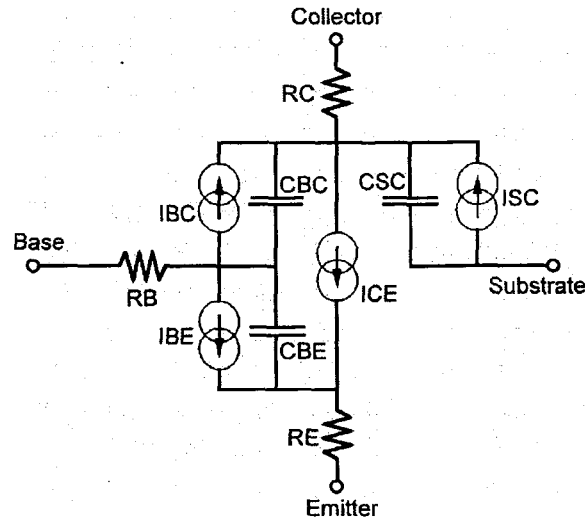 Collector
RC
CBC
CSC
IBC
ISC
Base
RB
ICE
Substrate
IBE
CBE
RE
Emitter